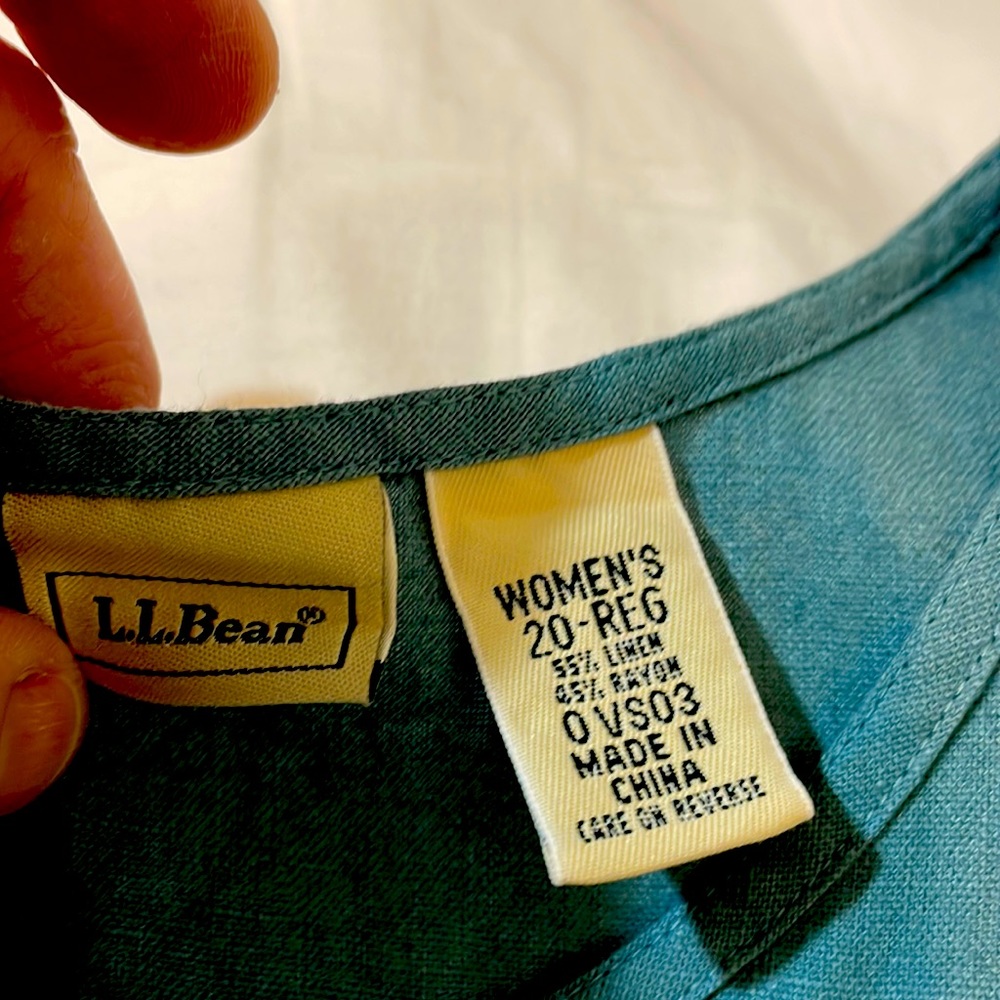 L.L.Bean®
WOMEN'S
20-REG
55% LINEN
45% RAYON
0VS03
MADE IN
CHINA
CARE ON REVERSE